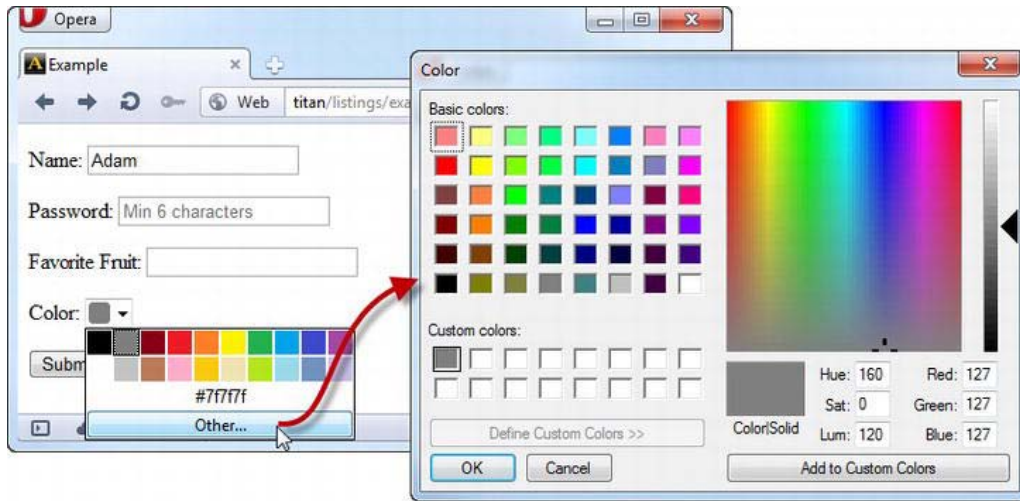 Opera
Example
Web titan/listings/exa
Name: Adam
Password: Min 6 characters
Favorite Fruit:
Color:
Subm
#7f7f7f
Other...
Color
Basic colors:
Custom colors:
Define Custom Colors >>
OK Cancel
Color|Solid
Hue: 160 Red: 127
Sat: 0 Green: 127
Lum: 120 Blue: 127
Add to Custom Colors